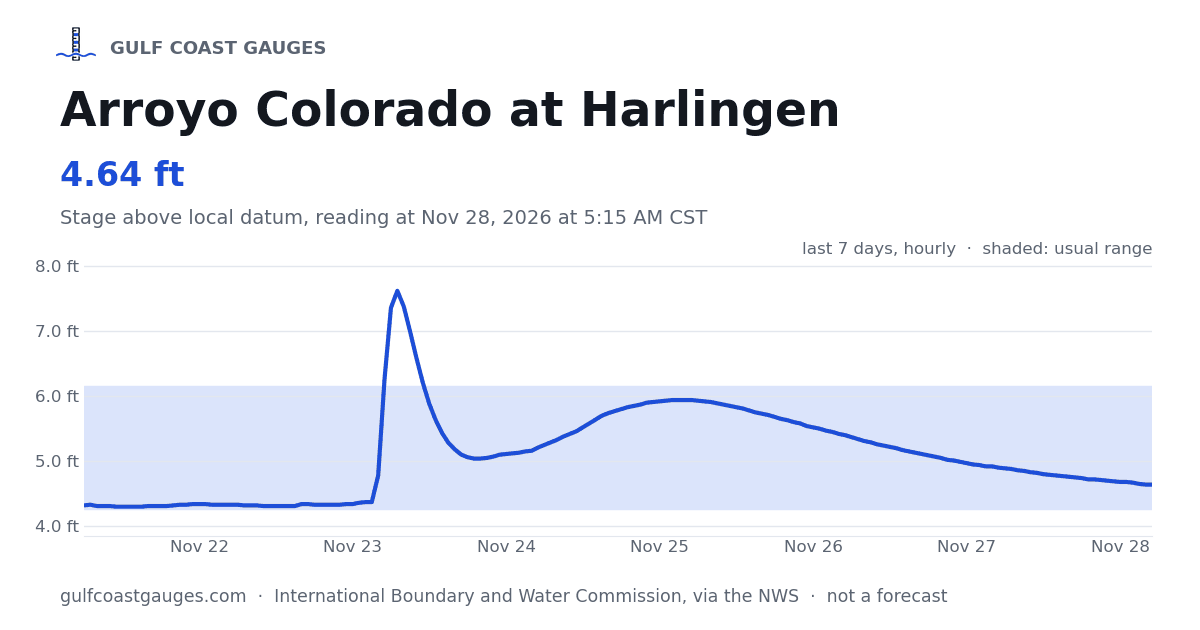 GULF COAST GAUGES
Arroyo Colorado at Harlingen
4.64 ft
Stage above local datum, reading at Nov 28, 2026 at 5:15 AM CST
last 7 days, hourly · shaded: usual range
8.0 ft
7.0 ft
6.0 ft
5.0 ft
4.0 ft
Nov 22 Nov 23 Nov 24 Nov 25 Nov 26 Nov 27 Nov 28
gulfcoastgauges.com · International Boundary and Water Commission, via the NWS · not a forecast